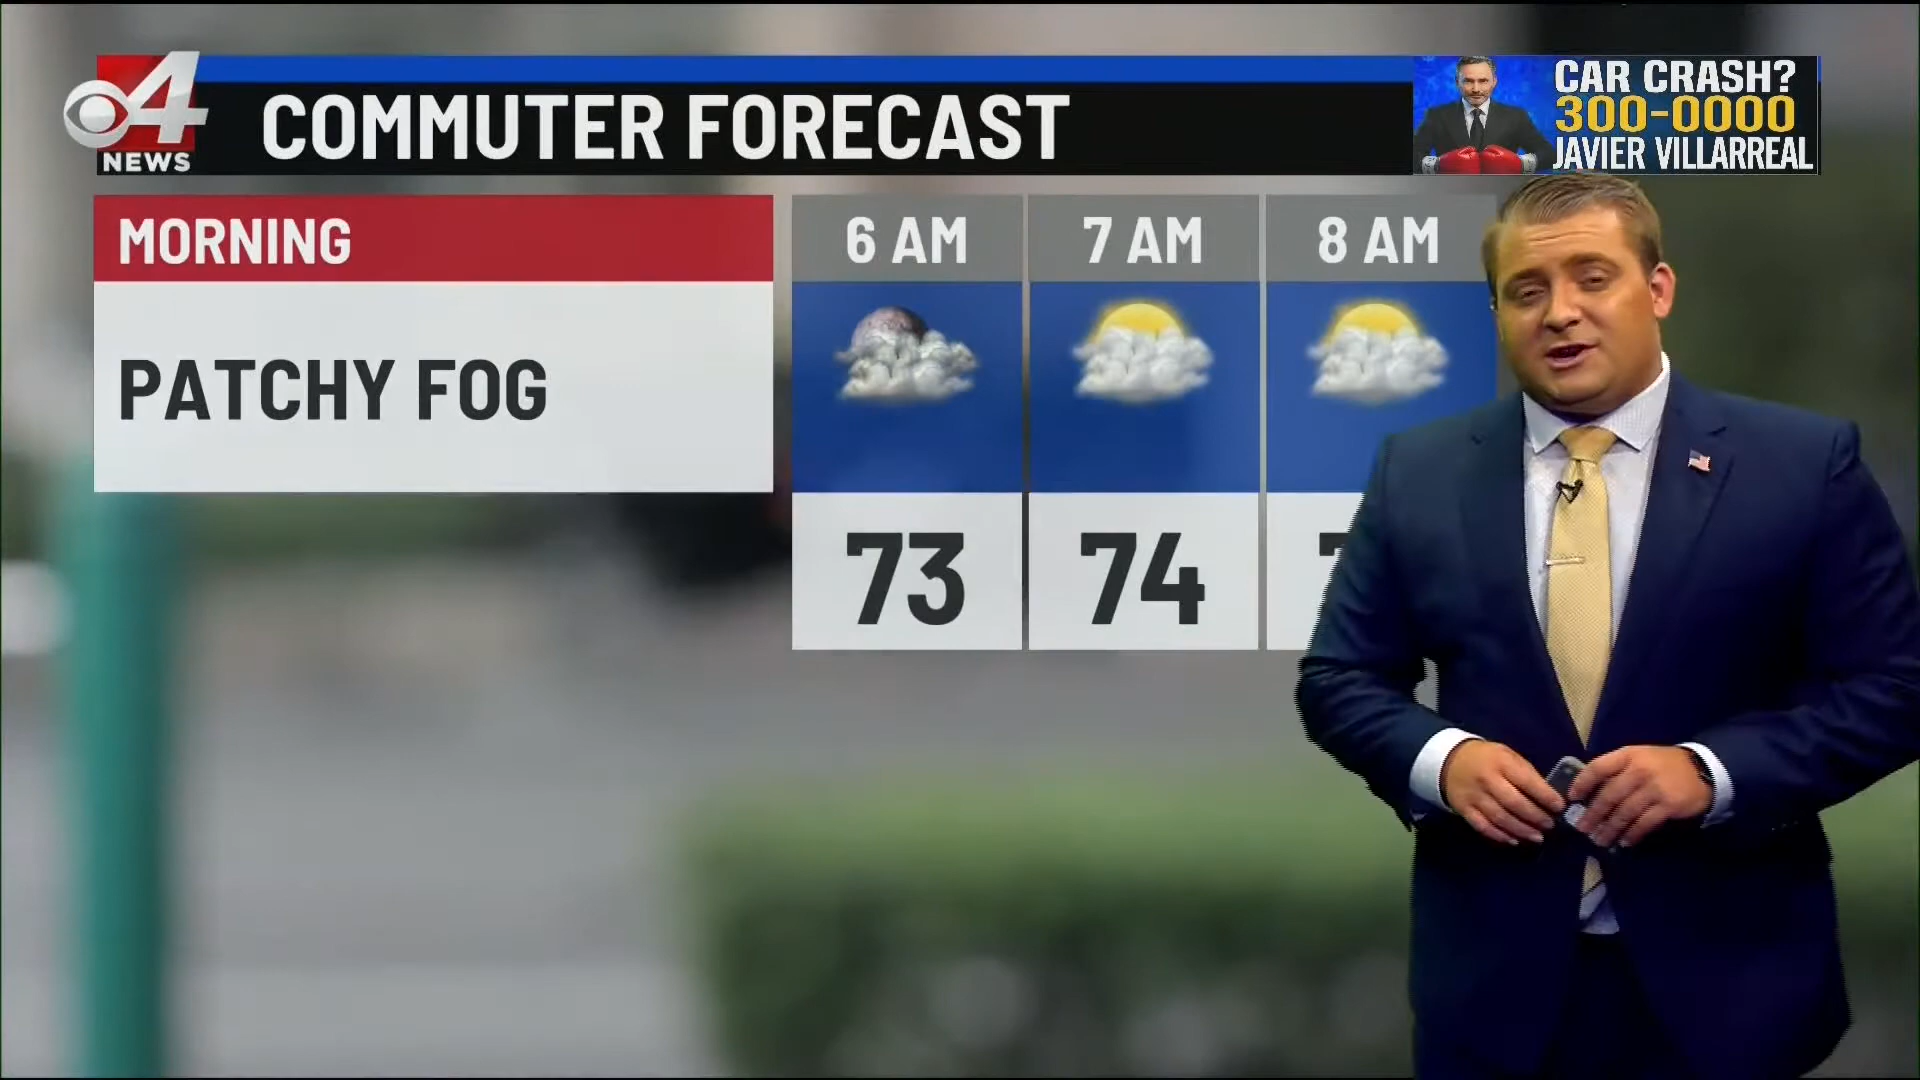 4
NEWS
COMMUTER FORECAST
CAR CRASH?
300-0000
JAVIER VILLARREAL
MORNING
PATCHY FOG
6 AM
7 AM
8 AM
73
74